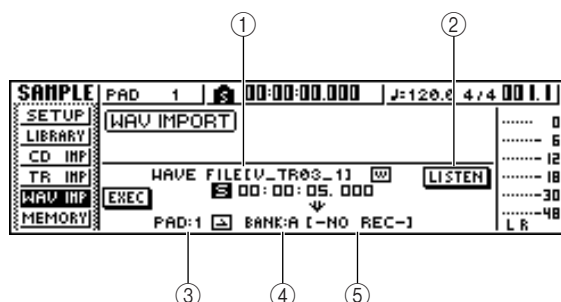 ① ②
SAMPLE PAD 1 S 00:00:00.000 ♩=120.0 4/4 001.1
SETUP
LIBRARY
CD IMP
TR IMP
WAV IMP
MEMORY
WAV IMPORT
WAVE FILE[V_TR03_1] W
LISTEN
EXEC
S 00:00:05.000
PAD:1 BANK:A [-NO REC-]
0
6
12
18
30
48
L R
③ ④ ⑤